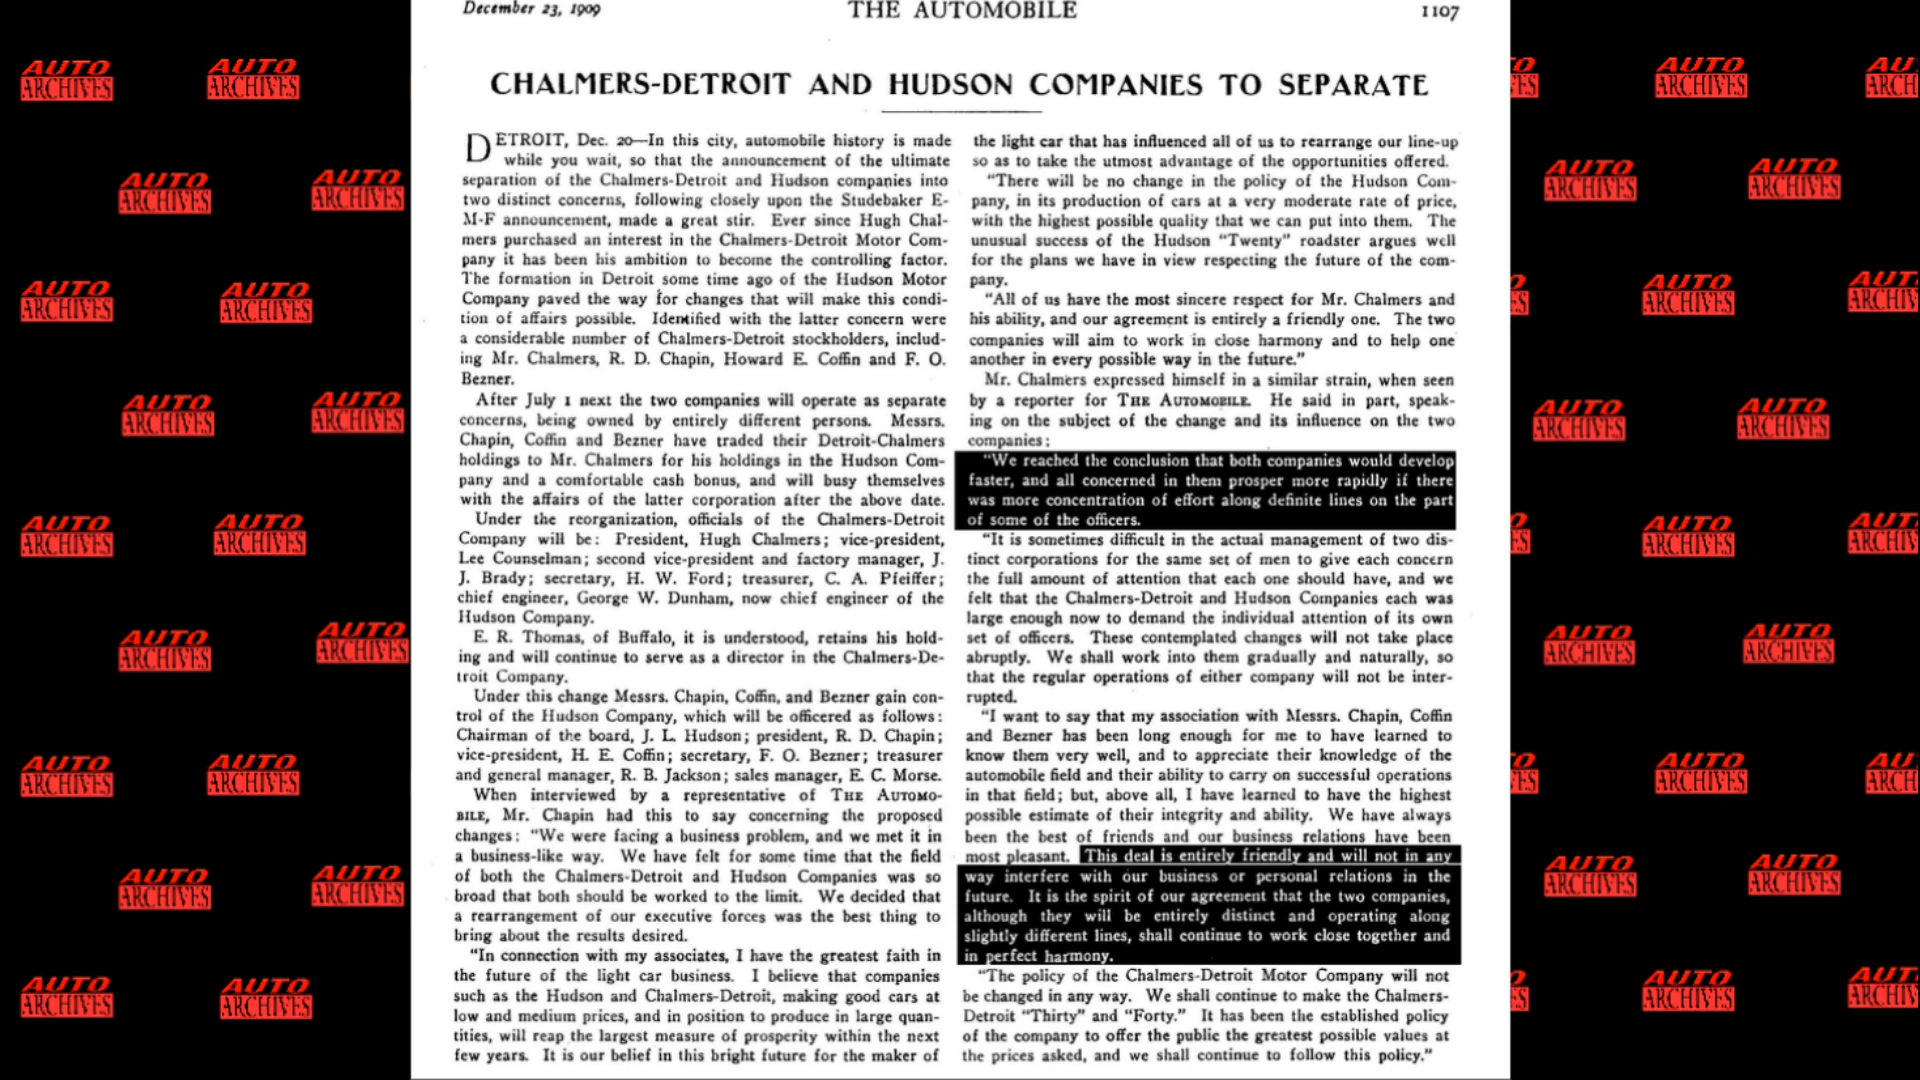 December 23, 1909
THE AUTOMOBILE
1107
CHALMERS-DETROIT AND HUDSON COMPANIES TO SEPARATE
DETROIT, Dec. 20—In this city, automobile history is made
while you wait, so that the announcement of the ultimate
separation of the Chalmers-Detroit and Hudson companies into
two distinct concerns, following closely upon the Studebaker E-
M-F announcement, made a great stir. Ever since Hugh Chal-
mers purchased an interest in the Chalmers-Detroit Motor Com-
pany it has been his ambition to become the controlling factor.
The formation in Detroit some time ago of the Hudson Motor
Company paved the way for changes that will make this condi-
tion of affairs possible. Identified with the latter concern were
a considerable number of Chalmers-Detroit stockholders, includ-
ing Mr. Chalmers, R. D. Chapin, Howard E. Coffin and F. O.
Bezner.
After July 1 next the two companies will operate as separate
concerns, being owned by entirely different persons. Messrs.
Chapin, Coffin and Bezner have traded their Detroit-Chalmers
holdings to Mr. Chalmers for his holdings in the Hudson Com-
pany and a comfortable cash bonus, and will busy themselves
with the affairs of the latter corporation after the above date.
Under the reorganization, officials of the Chalmers-Detroit
Company will be: President, Hugh Chalmers; vice-president,
Lee Counselman; second vice-president and factory manager, J.
J. Brady; secretary, H. W. Ford; treasurer, C. A. Pfeiffer;
chief engineer, George W. Dunham, now chief engineer of the
Hudson Company.
E. R. Thomas, of Buffalo, it is understood, retains his hold-
ing and will continue to serve as a director in the Chalmers-De-
troit Company.
Under this change Messrs. Chapin, Coffin, and Bezner gain con-
trol of the Hudson Company, which will be officered as follows:
Chairman of the board, J. L. Hudson; president, R. D. Chapin;
vice-president, H. E. Coffin; secretary, F. O. Bezner; treasurer
and general manager, R. B. Jackson; sales manager, E. C. Morse.
When interviewed by a representative of THE AUTOMO-
BILE, Mr. Chapin had this to say concerning the proposed
changes: "We were facing a business problem, and we met it in
a business-like way. We have felt for some time that the field
of both the Chalmers-Detroit and Hudson Companies was so
broad that both should be worked to the limit. We decided that
a rearrangement of our executive forces was the best thing to
bring about the results desired.
"In connection with my associates, I have the greatest faith in
the future of the light car business. I believe that companies
such as the Hudson and Chalmers-Detroit, making good cars at
low and medium prices, and in position to produce in large quan-
tities, will reap the largest measure of prosperity within the next
few years. It is our belief in this bright future for the maker of
the light car that has influenced all of us to rearrange our line-up
so as to take the utmost advantage of the opportunities offered.
"There will be no change in the policy of the Hudson Com-
pany, in its production of cars at a very moderate rate of price,
with the highest possible quality that we can put into them. The
unusual success of the Hudson "Twenty" roadster argues well
for the plans we have in view respecting the future of the com-
pany.
"All of us have the most sincere respect for Mr. Chalmers and
his ability, and our agreement is entirely a friendly one. The two
companies will aim to work in close harmony and to help one
another in every possible way in the future."
Mr. Chalmers expressed himself in a similar strain, when seen
by a reporter for THE AUTOMOBILE. He said in part, speak-
ing on the subject of the change and its influence on the two
companies:
"We reached the conclusion that both companies would develop
faster, and all concerned in them prosper more rapidly if there
was more concentration of effort along definite lines on the part
of some of the officers.
"It is sometimes difficult in the actual management of two dis-
tinct corporations for the same set of men to give each concern
the full amount of attention that each one should have, and we
felt that the Chalmers-Detroit and Hudson Companies each was
large enough now to demand the individual attention of its own
set of officers. These contemplated changes will not take place
abruptly. We shall work into them gradually and naturally, so
that the regular operations of either company will not be inter-
rupted.
"I want to say that my association with Messrs. Chapin, Coffin
and Bezner has been long enough for me to have learned to
know them very well, and to appreciate their knowledge of the
automobile field and their ability to carry on successful operations
in that field; but, above all, I have learned to have the highest
possible estimate of their integrity and ability. We have always
been the best of friends and our business relations have been
most pleasant. This deal is entirely friendly and will not in any
way interfere with our business or personal relations in the
future. It is the spirit of our agreement that the two companies,
although they will be entirely distinct and operating along
slightly different lines, shall continue to work close together and
in perfect harmony.
"The policy of the Chalmers-Detroit Motor Company will not
be changed in any way. We shall continue to make the Chalmers-
Detroit "Thirty" and "Forty." It has been the established policy
of the company to offer the public the greatest possible values at
the prices asked, and we shall continue to follow this policy."
AUTO
ARCHIVES